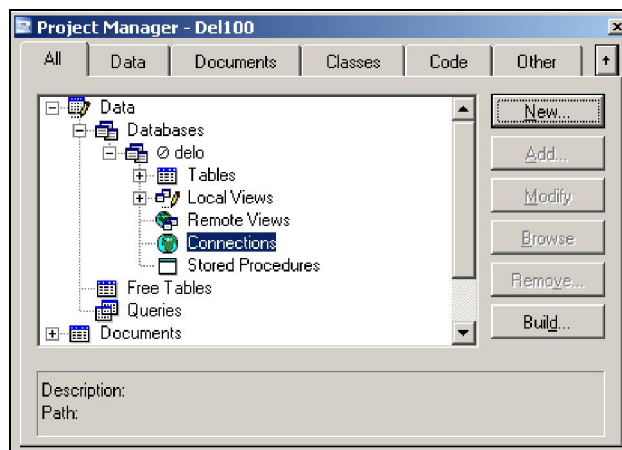 Project Manager - Del100
All Data Documents Classes Code Other
Data
Databases
delo
Tables
Local Views
Remote Views
Connections
Stored Procedures
Free Tables
Queries
Documents
New...
Add...
Modify
Browse
Remove...
Build...
Description:
Path: